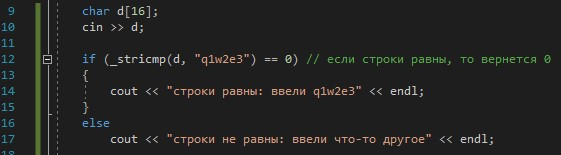 9 char d[16];
10 cin >> d;
11
12 if (_stricmp(d, "q1w2e3") == 0) // если строки равны, то вернется 0
13 {
14 cout << "строки равны: ввели q1w2e3" << endl;
15 }
16 else
17 cout << "строки не равны: ввели что-то другое" << endl;